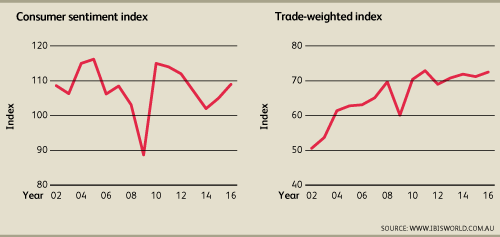 Consumer sentiment index
120
110
100
90
80
Index
Year 02 04 06 08 10 12 14 16
Trade-weighted index
80
70
60
50
40
Index
Year 02 04 06 08 10 12 14 16
SOURCE: WWW.IBISWORLD.COM.AU